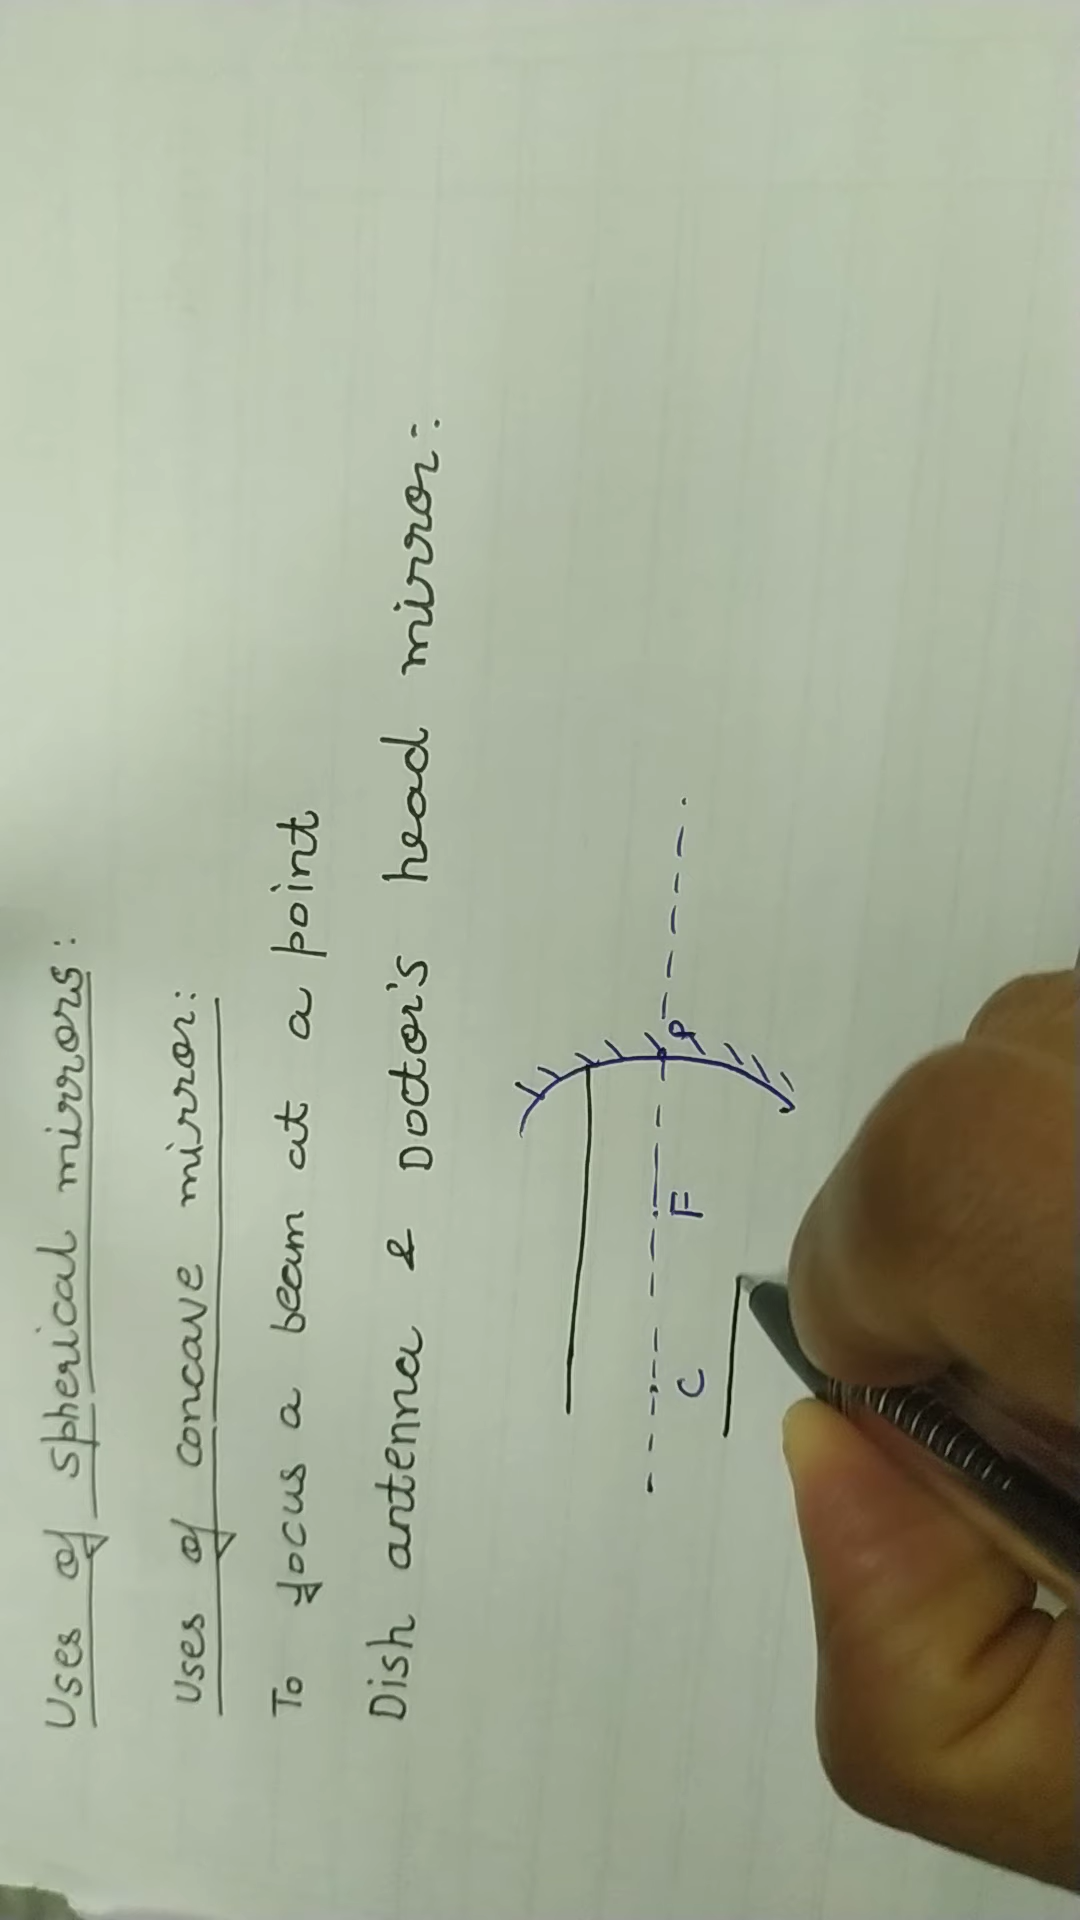 Uses of spherical mirrors:
Uses of concave mirror:
To focus a beam at a point
Dish antenna & Doctor's head mirror:
C F P